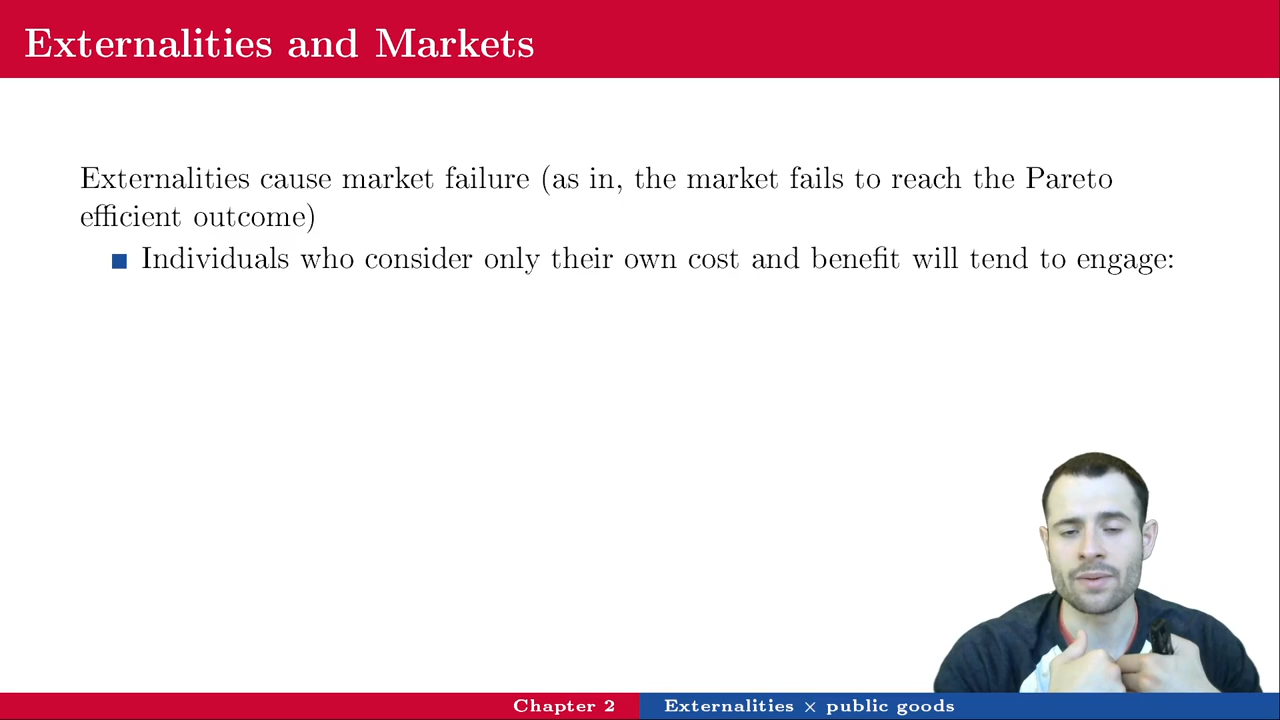 Externalities and Markets
Externalities cause market failure (as in, the market fails to reach the Pareto
efficient outcome)
Individuals who consider only their own cost and benefit will tend to engage:
Chapter 2
Externalities × public goods